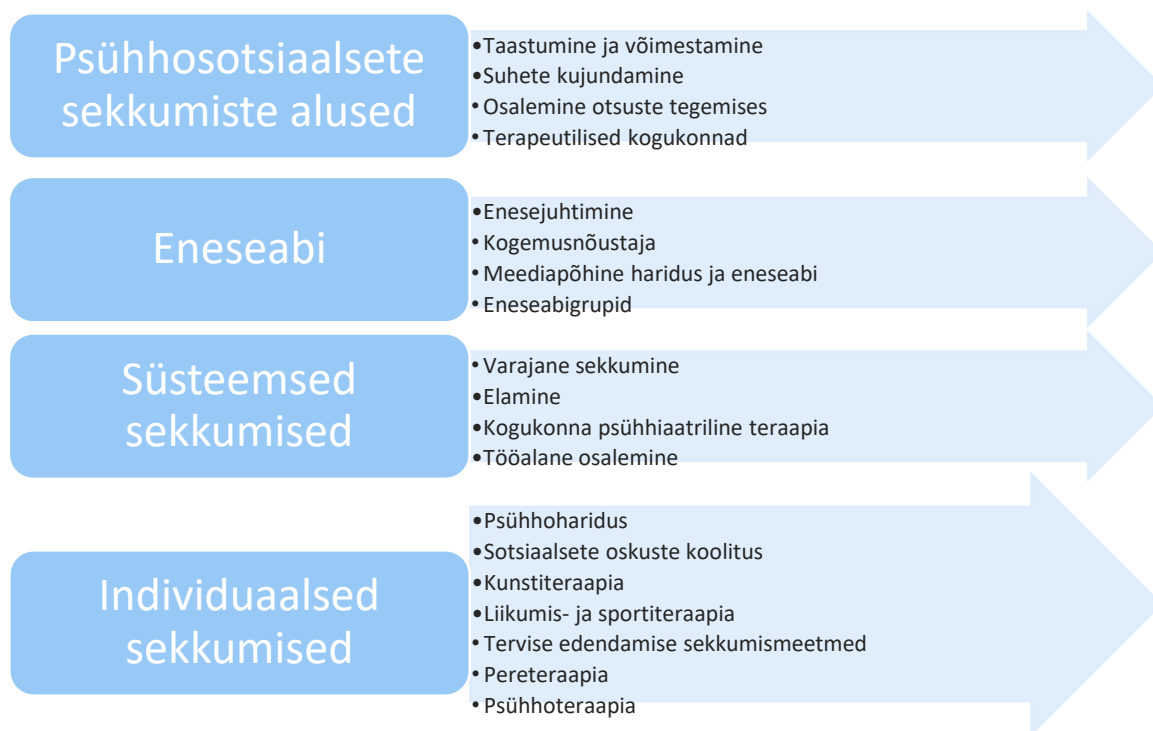 Psühhosotsiaalsete
sekkumiste alused
•Taastumine ja võimestamine
•Suhete kujundamine
•Osalemine otsuste tegemises
•Terapeutilised kogukonnad
Eneseabi
•Enesejuhtimine
•Kogemusnõustaja
•Meediapõhine haridus ja eneseabi
•Eneseabigrupid
Süsteemsed
sekkumised
•Varajane sekkumine
•Elamine
•Kogukonna psühhiaatriline teraapia
•Tööalane osalemine
Individuaalsed
sekkumised
•Psühhoharidus
•Sotsiaalsete oskuste koolitus
•Kunstiteraapia
•Liikumis- ja sportiteraapia
•Tervise edendamise sekkumismeetmed
•Pereteraapia
•Psühhoteraapia